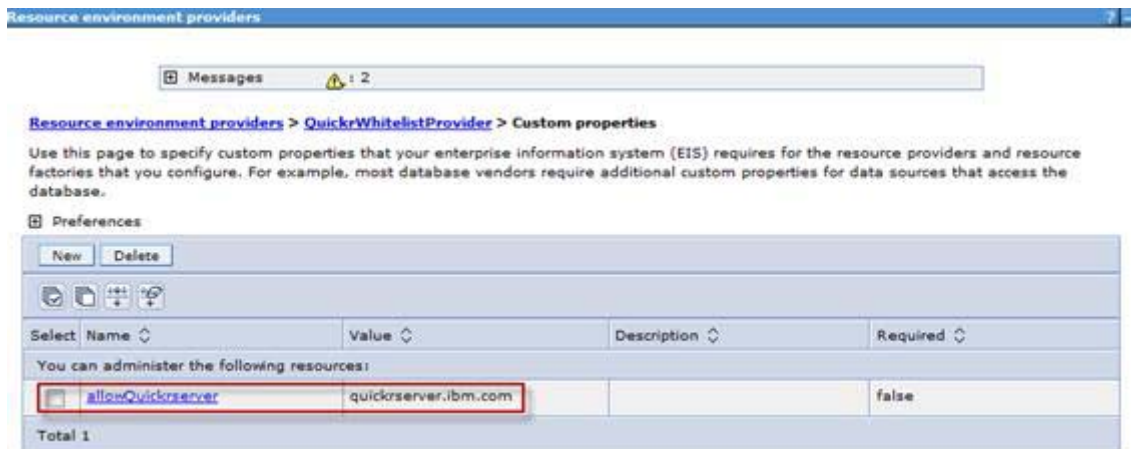 Resource environment providers ? -
Messages : 2
Resource environment providers > QuickrWhitelistProvider > Custom properties
Use this page to specify custom properties that your enterprise information system (EIS) requires for the resource providers and resource
factories that you configure. For example, most database vendors require additional custom properties for data sources that access the
database.
Preferences
New Delete
Select Name Value Description Required
You can administer the following resources:
allowQuickrserver quickrserver.ibm.com false
Total 1